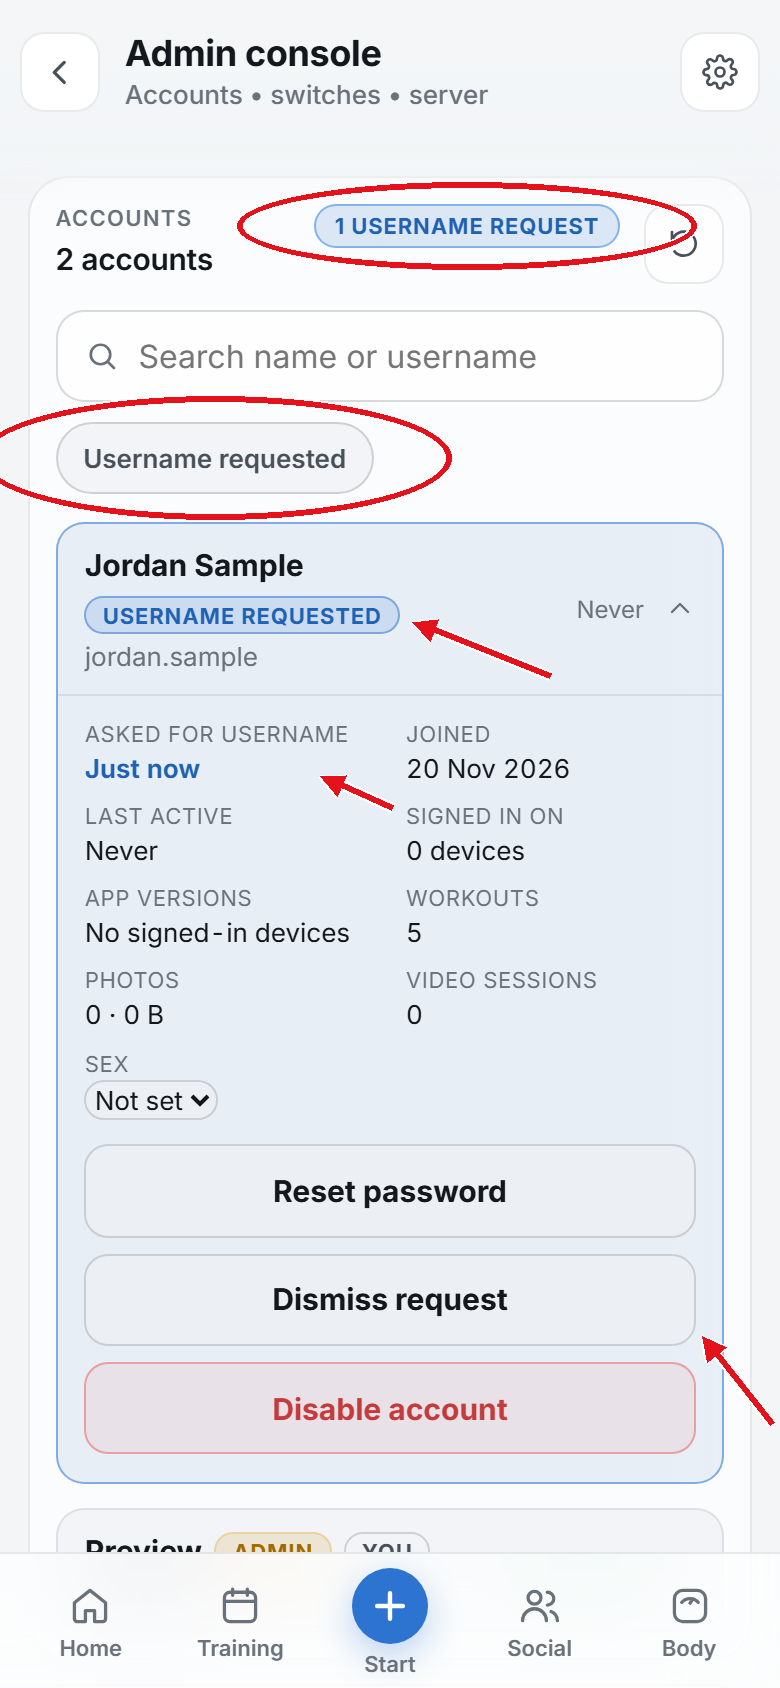 Admin console
Accounts • switches • server
ACCOUNTS
1 USERNAME REQUEST
2 accounts
Search name or username
Username requested
Jordan Sample
USERNAME REQUESTED
Never
jordan.sample
ASKED FOR USERNAME
JOINED
Just now
20 Nov 2026
LAST ACTIVE
SIGNED IN ON
Never
0 devices
APP VERSIONS
WORKOUTS
No signed-in devices
5
PHOTOS
VIDEO SESSIONS
0 · 0 B
0
SEX
Not set
Reset password
Dismiss request
Disable account
Preview ADMIN YOU
Home
Training
Start
Social
Body